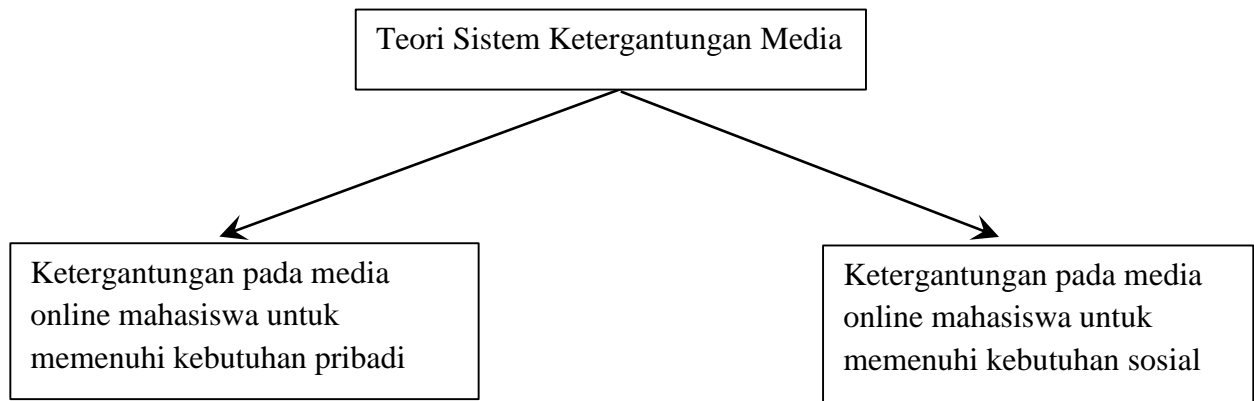 Teori Sistem Ketergantungan Media
Ketergantungan pada media
online mahasiswa untuk
memenuhi kebutuhan pribadi
Ketergantungan pada media
online mahasiswa untuk
memenuhi kebutuhan sosial